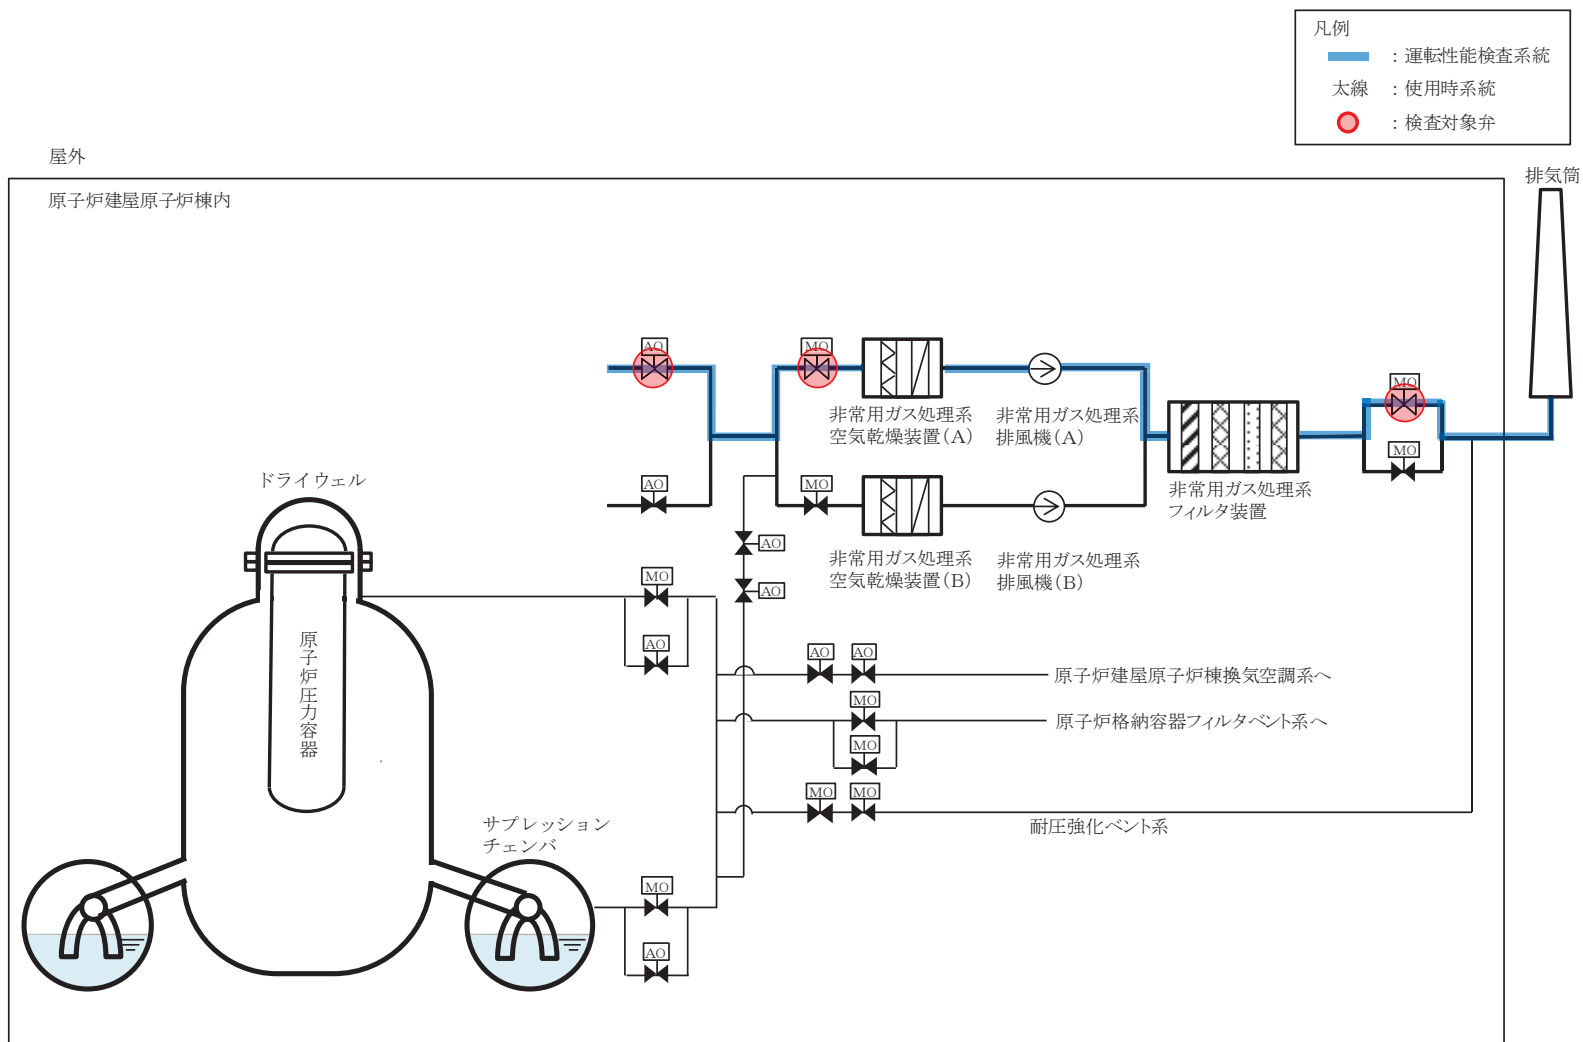 凡例
：運転性能検査系統
太線 ：使用時系統
：検査対象弁
屋外
排気筒
原子炉建屋原子炉棟内
AO
MO
MO
非常用ガス処理系
空気乾燥装置(A)
非常用ガス処理系
排風機(A)
MO
ドライウェル
AO
MO
非常用ガス処理系
フィルタ装置
AO
非常用ガス処理系
空気乾燥装置(B)
非常用ガス処理系
排風機(B)
MO
AO
原子炉圧力容器
AO
AO
AO
原子炉建屋原子炉棟換気空調系へ
MO
原子炉格納容器フィルタベント系へ
MO
MO
MO
サプレッション
チェンバ
耐圧強化ベント系
MO
AO